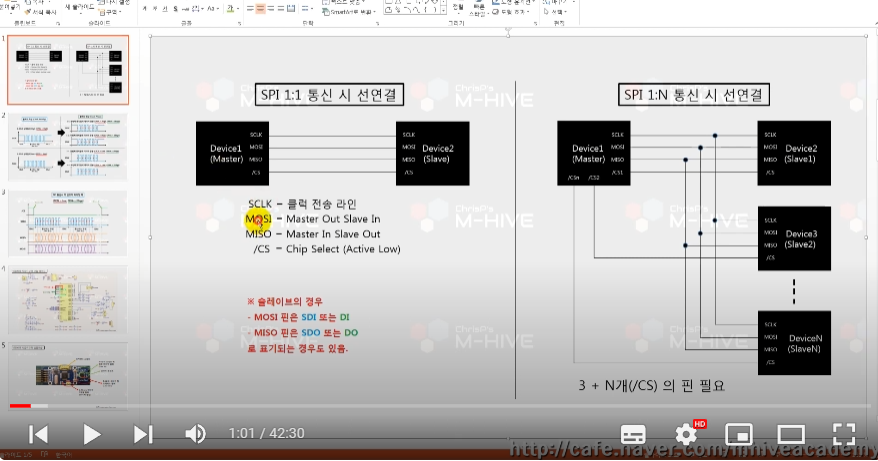 SPI 1:1 통신 시 선연결
SPI 1:N 통신 시 선연결
Chris.P's
M-HIVE
Device1
(Master)
SCLK
MOSI
MISO
/CS
SCLK
MOSI
MISO
/CS
Device2
(Slave)
SCLK – 클럭 전송 라인
MOSI – Master Out Slave In
MISO – Master In Slave Out
/CS – Chip Select (Active Low)
※ 슬레이브의 경우
- MOSI 핀은 SDI 또는 DI
- MISO 핀은 SDO 또는 DO
로 표기되는 경우도 있음.
Device1
(Master)
SCLK
MOSI
MISO
/CS1
/CSn
/CS2
SCLK
MOSI
MISO
/CS
Device2
(Slave1)
SCLK
MOSI
MISO
/CS
Device3
(Slave2)
SCLK
MOSI
MISO
/CS
DeviceN
(SlaveN)
3 + N개(/CS) 의 핀 필요
1
2
3
4
5
1:01 / 42:30
HD
http://cafe.naver.com/mhiveacademy